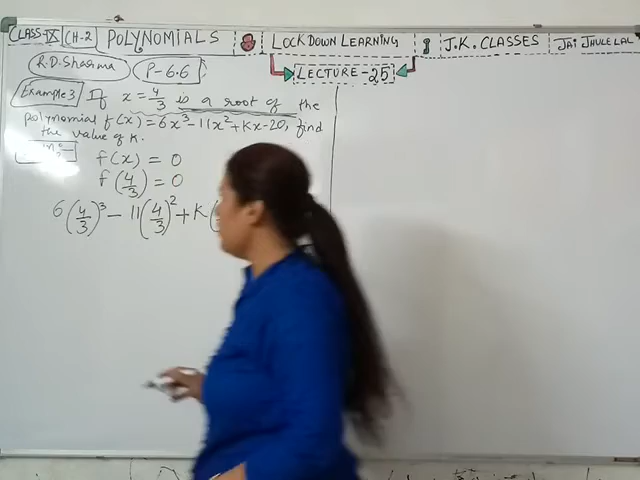 CLASS-IX CH-2 POLYNOMIALS 8 LOCKDOWN LEARNING J.K. CLASSES JAI JHULELAL
R.D. Sharma P-6.6 LECTURE-25
Example 3 If x = 4/3 is a root of the
polynomial f(x) = 6x³ - 11x² + Kx - 20, find
the value of K.
f(x) = 0
f(4/3) = 0
6(4/3)³ - 11(4/3)² + K(